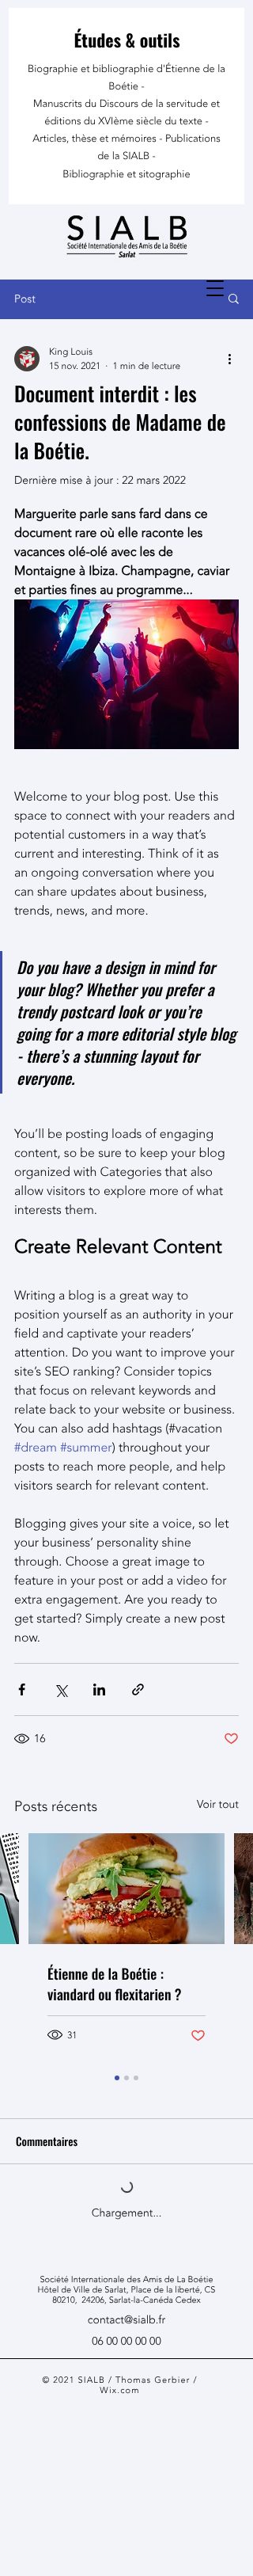 Études & outils
Biographie et bibliographie d'Étienne de la
Boétie -
Manuscrits du Discours de la servitude et
éditions du XVIème siècle du texte -
Articles, thèse et mémoires - Publications
de la SIALB -
Bibliographie et sitographie
SIALB
Société Internationale des Amis de La Boétie
Sarlat
Post
King Louis
15 nov. 2021 · 1 min de lecture
Document interdit : les
confessions de Madame de
la Boétie.
Dernière mise à jour : 22 mars 2022
Marguerite parle sans fard dans ce
document rare où elle raconte les
vacances olé-olé avec les de
Montaigne à Ibiza. Champagne, caviar
et parties fines au programme...
Welcome to your blog post. Use this
space to connect with your readers and
potential customers in a way that's
current and interesting. Think of it as
an ongoing conversation where you
can share updates about business,
trends, news, and more.
Do you have a design in mind for
your blog? Whether you prefer a
trendy postcard look or you're
going for a more editorial style blog
- there's a stunning layout for
everyone.
You'll be posting loads of engaging
content, so be sure to keep your blog
organized with Categories that also
allow visitors to explore more of what
interests them.
Create Relevant Content
Writing a blog is a great way to
position yourself as an authority in your
field and captivate your readers'
attention. Do you want to improve your
site's SEO ranking? Consider topics
that focus on relevant keywords and
relate back to your website or business.
You can also add hashtags (#vacation
#dream #summer) throughout your
posts to reach more people, and help
visitors search for relevant content.
Blogging gives your site a voice, so let
your business' personality shine
through. Choose a great image to
feature in your post or add a video for
extra engagement. Are you ready to
get started? Simply create a new post
now.
16
Posts récents
Voir tout
Étienne de la Boétie :
viandard ou flexitarien ?
31
Commentaires
Chargement...
Société Internationale des Amis de La Boétie
Hôtel de Ville de Sarlat, Place de la liberté, CS
80210, 24206, Sarlat-la-Canéda Cedex
contact@sialb.fr
06 00 00 00 00
© 2021 SIALB / Thomas Gerbier /
Wix.com